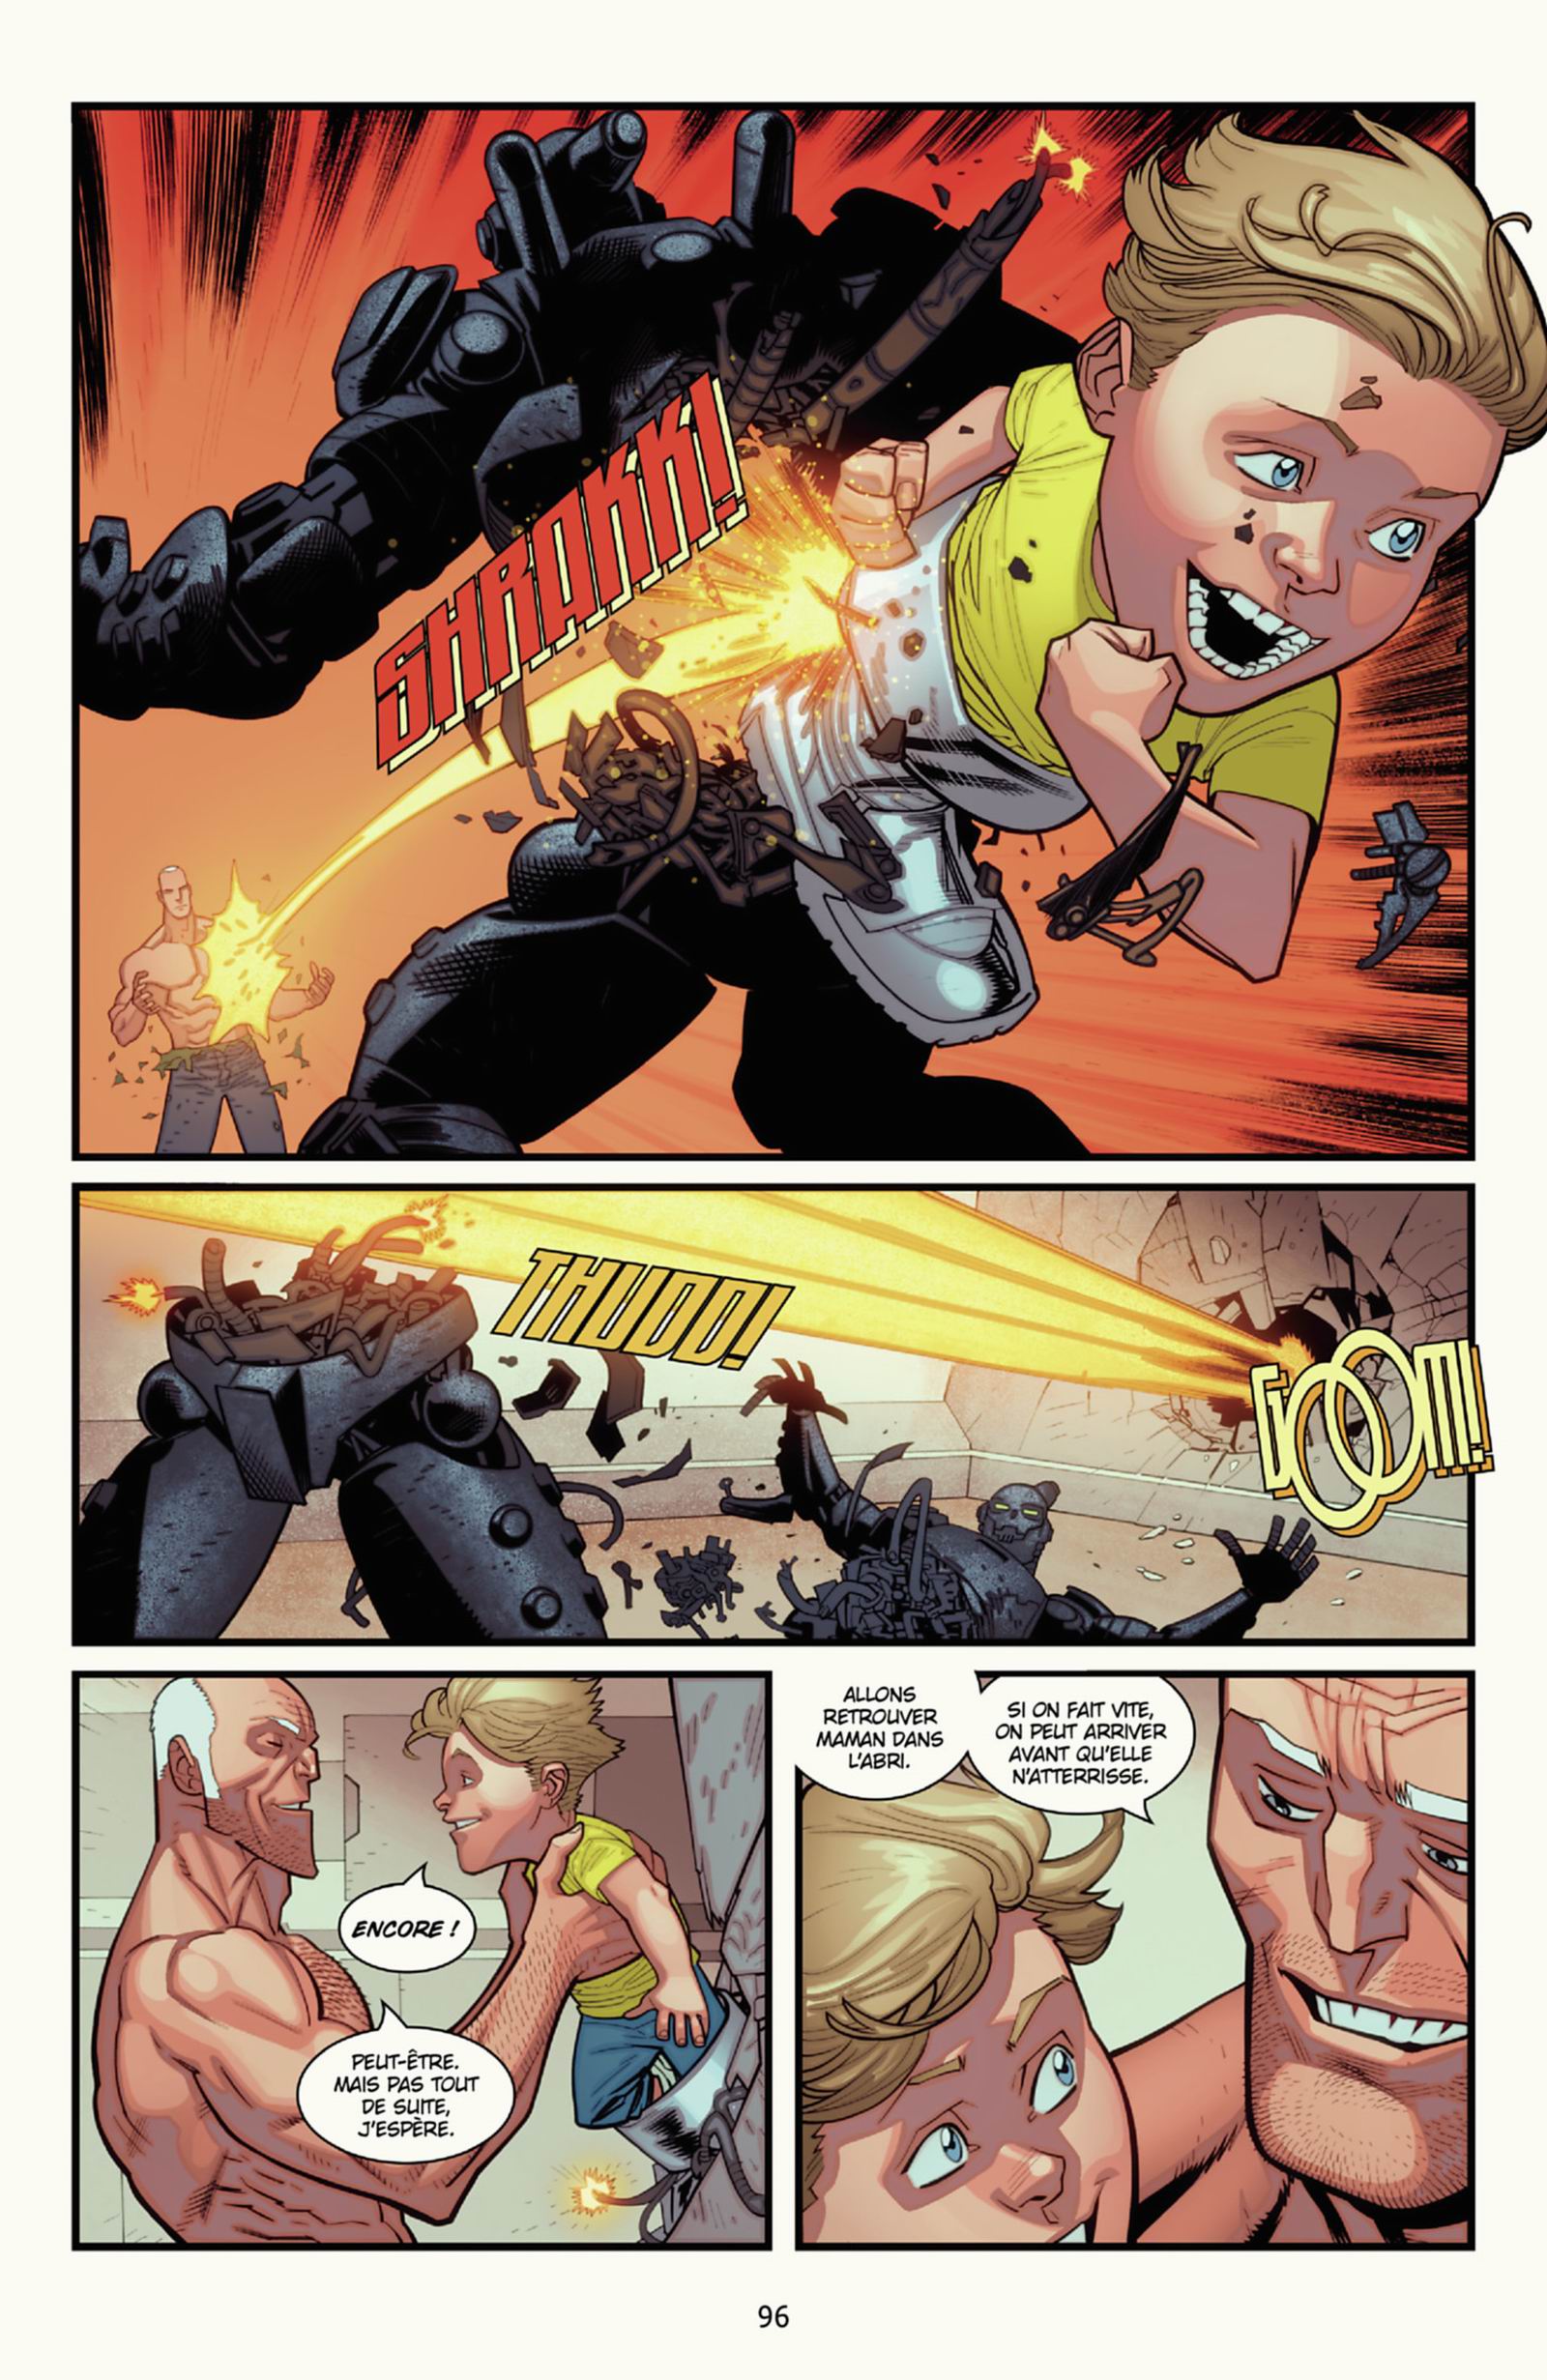 SHRAKK!
THUDD!
BOOM!
ENCORE !
PEUT-ÊTRE.
MAIS PAS TOUT
DE SUITE,
J'ESPÈRE.
ALLONS
RETROUVER
MAMAN DANS
L'ABRI.
SI ON FAIT VITE,
ON PEUT ARRIVER
AVANT QU'ELLE
N'ATTERRISSE.
96